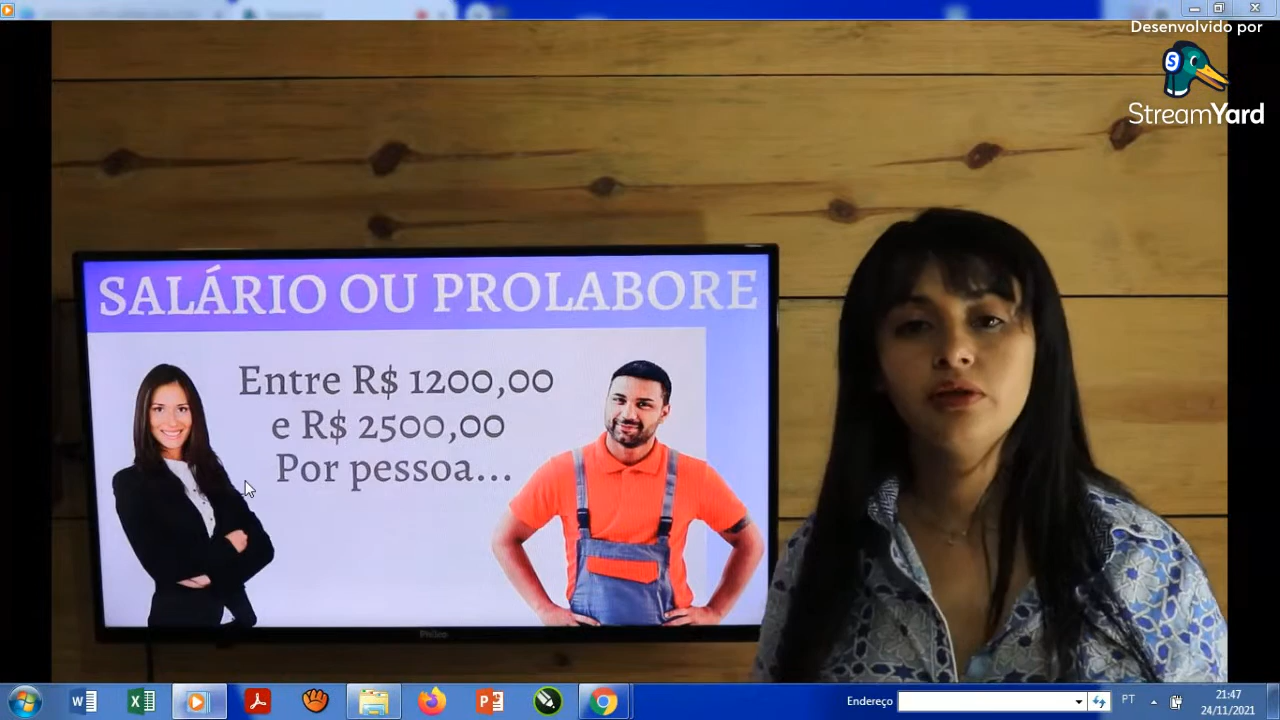 Desenvolvido por
StreamYard
SALÁRIO OU PROLABORE
Entre R$ 1200,00
e R$ 2500,00
Por pessoa...
Philco
Endereço
PT
21:47
24/11/2021